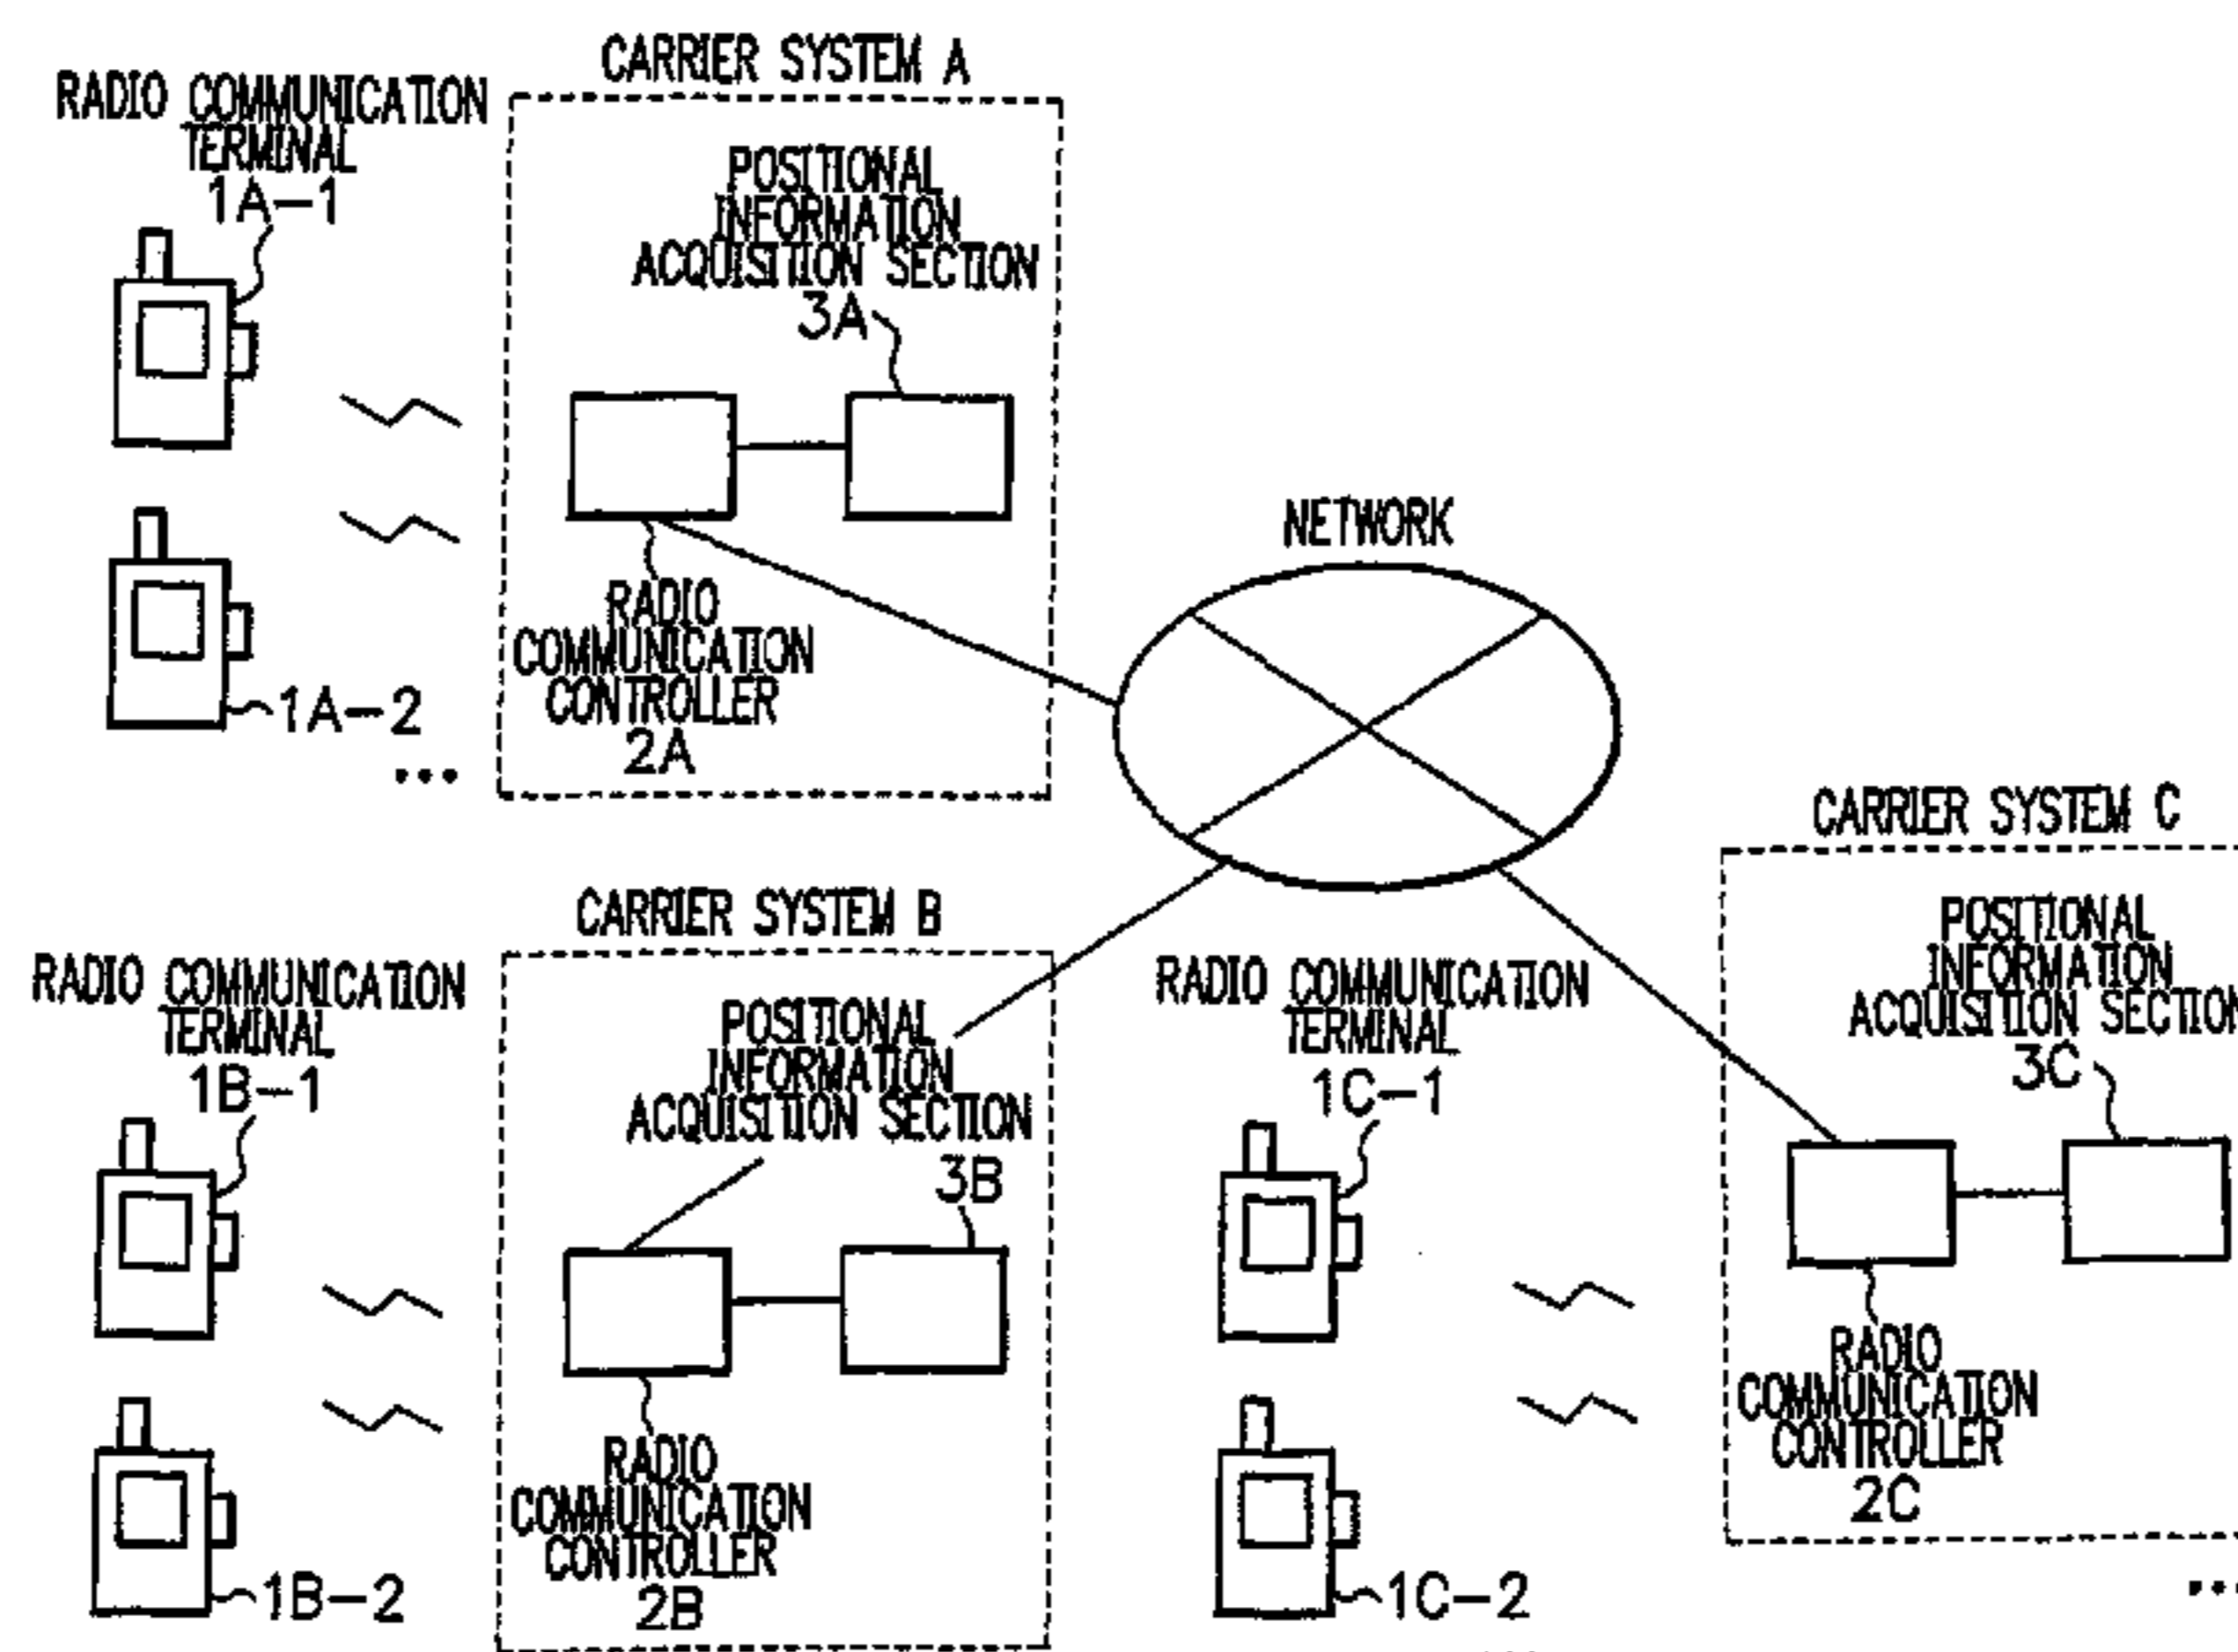 CARRIER SYSTEM A
RADIO COMMUNICATION
TERMINAL
1A-1
POSITIONAL
INFORMATION
ACQUISITION SECTION
3A
RADIO
COMMUNICATION
CONTROLLER
2A
1A-2
...
NETWORK
CARRIER SYSTEM B
RADIO COMMUNICATION
TERMINAL
1B-1
POSITIONAL
INFORMATION
ACQUISITION SECTION
3B
RADIO
COMMUNICATION
CONTROLLER
2B
1B-2
CARRIER SYSTEM C
RADIO COMMUNICATION
TERMINAL
1C-1
POSITIONAL
INFORMATION
ACQUISITION SECTION
3C
RADIO
COMMUNICATION
CONTROLLER
2C
1C-2
...